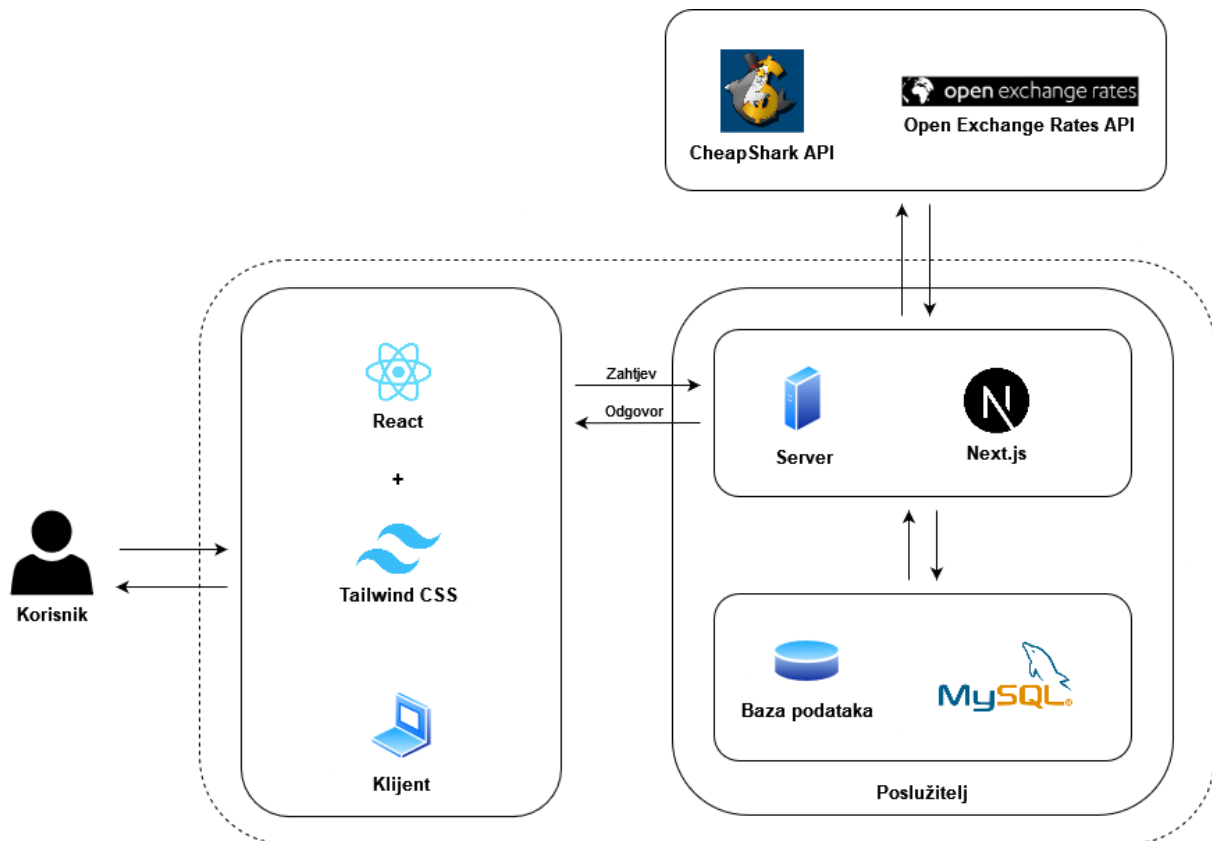 CheapShark API
open exchange rates
Open Exchange Rates API
React
+
Tailwind CSS
Klijent
Korisnik
Zahtjev
Odgovor
Server
Next.js
Baza podataka
MySQL®
Poslužitelj